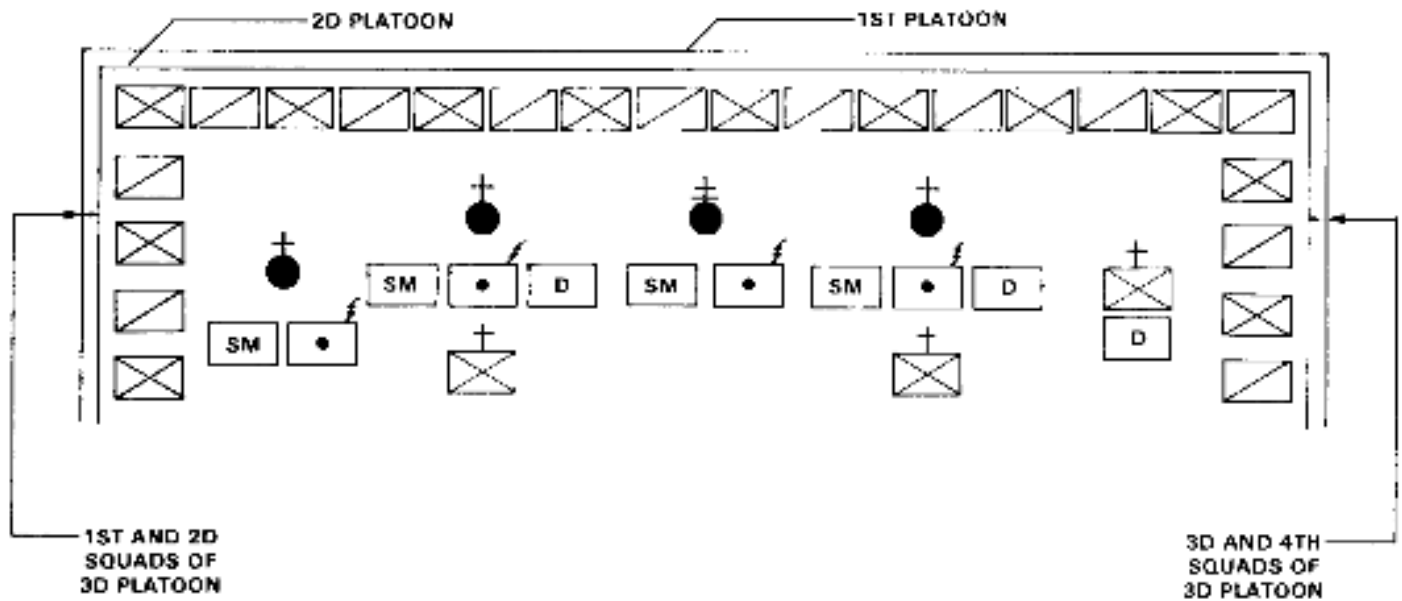 2D PLATOON
1ST PLATOON
SM
D
SM
SM
D
SM
D
1ST AND 2D
SQUADS OF
3D PLATOON
3D AND 4TH
SQUADS OF
3D PLATOON